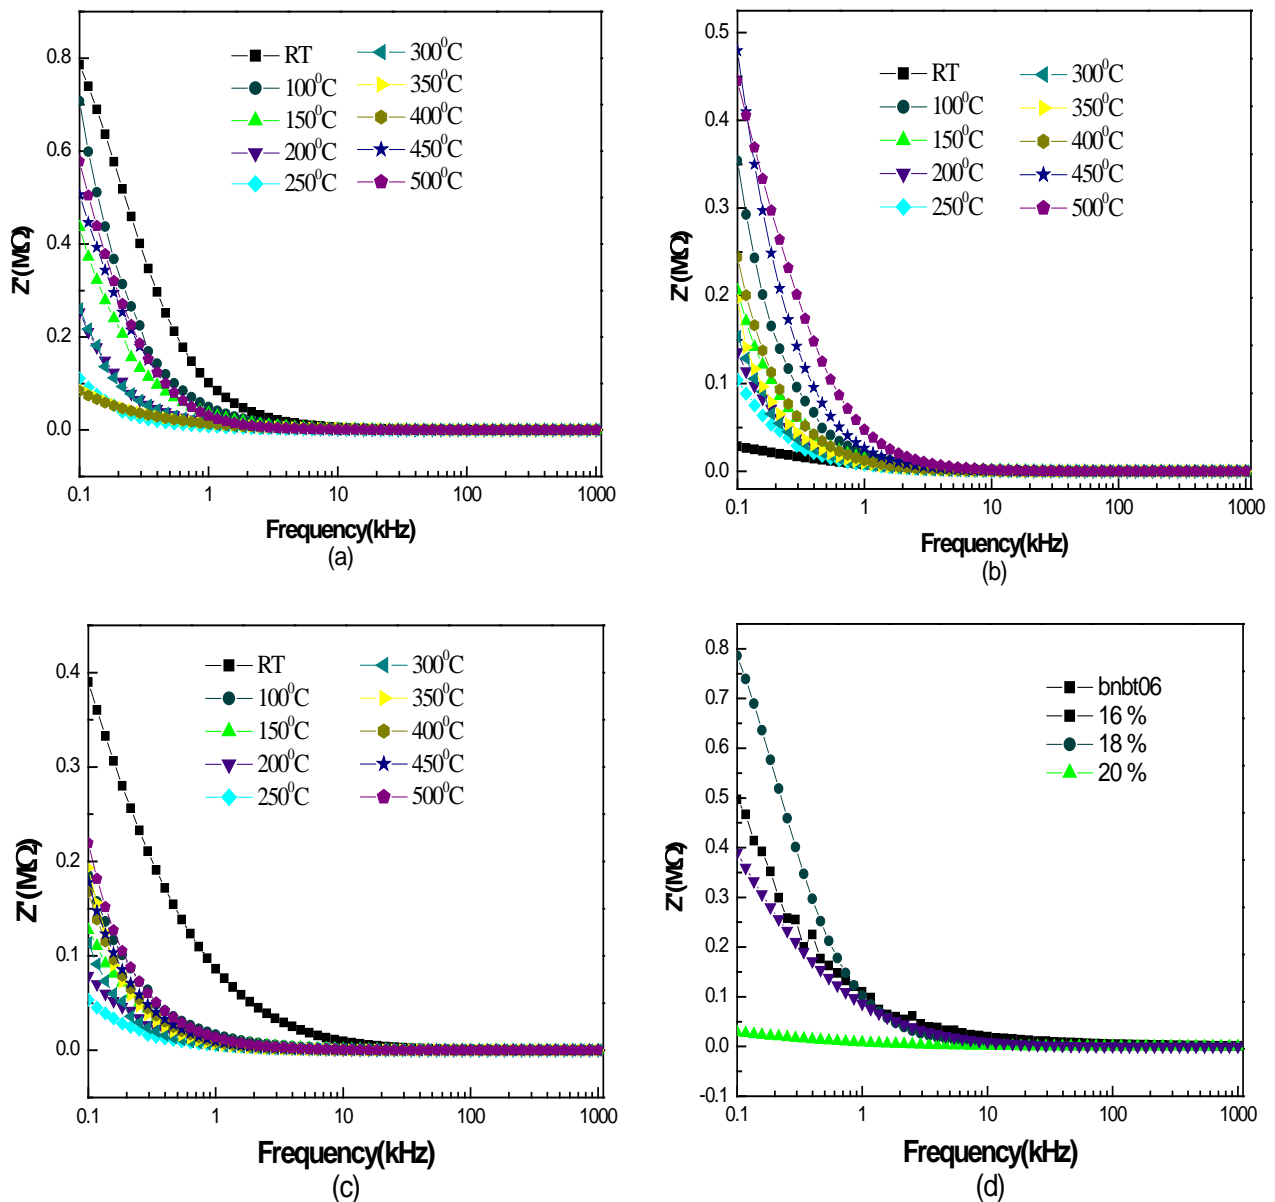 0.8
0.6
0.4
0.2
0.0
Z'(MΩ)
RT
100⁰C
150⁰C
200⁰C
250⁰C
300⁰C
350⁰C
400⁰C
450⁰C
500⁰C
0.1 1 10 100 1000
Frequency(kHz)
(a)
0.5
0.4
0.3
0.2
0.1
0.0
Z'(MΩ)
RT
100⁰C
150⁰C
200⁰C
250⁰C
300⁰C
350⁰C
400⁰C
450⁰C
500⁰C
0.1 1 10 100 1000
Frequency(kHz)
(b)
0.4
0.3
0.2
0.1
0.0
Z'(MΩ)
RT
100⁰C
150⁰C
200⁰C
250⁰C
300⁰C
350⁰C
400⁰C
450⁰C
500⁰C
0.1 1 10 100 1000
Frequency(kHz)
(c)
0.8
0.7
0.6
0.5
0.4
0.3
0.2
0.1
0.0
-0.1
Z'(MΩ)
bnbt06
16 %
18 %
20 %
0.1 1 10 100 1000
Frequency(kHz)
(d)